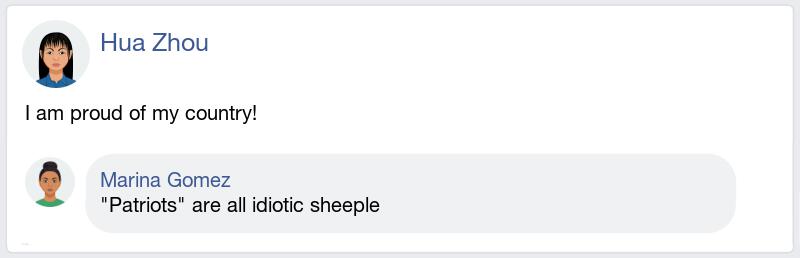 Hua Zhou
I am proud of my country!
Marina Gomez
"Patriots" are all idiotic sheeple